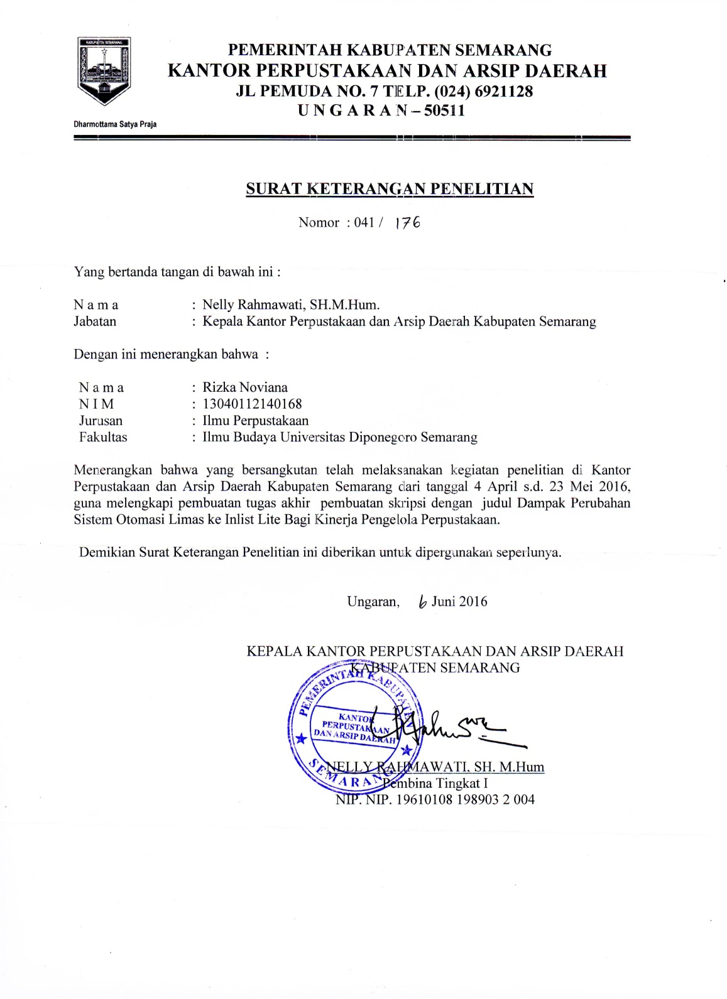 KABUPATEN SEMARANG
Dharmottama Satya Praja
PEMERINTAH KABUPATEN SEMARANG
KANTOR PERPUSTAKAAN DAN ARSIP DAERAH
JL PEMUDA NO. 7 TELP. (024) 6921128
U N G A R A N – 50511
SURAT KETERANGAN PENELITIAN
Nomor : 041 / 176
Yang bertanda tangan di bawah ini :
N a m a : Nelly Rahmawati, SH.M.Hum.
Jabatan : Kepala Kantor Perpustakaan dan Arsip Daerah Kabupaten Semarang
Dengan ini menerangkan bahwa :
N a m a : Rizka Noviana
N I M : 13040112140168
Jurusan : Ilmu Perpustakaan
Fakultas : Ilmu Budaya Universitas Diponegoro Semarang
Menerangkan bahwa yang bersangkutan telah melaksanakan kegiatan penelitian di Kantor
Perpustakaan dan Arsip Daerah Kabupaten Semarang dari tanggal 4 April s.d. 23 Mei 2016,
guna melengkapi pembuatan tugas akhir pembuatan skripsi dengan judul Dampak Perubahan
Sistem Otomasi Limas ke Inlist Lite Bagi Kinerja Pengelola Perpustakaan.
Demikian Surat Keterangan Penelitian ini diberikan untuk dipergunakan seperlunya.
Ungaran, 6 Juni 2016
KEPALA KANTOR PERPUSTAKAAN DAN ARSIP DAERAH
KABUPATEN SEMARANG
PEMERINTAH KABUPATEN
KANTOR
PERPUSTAKAAN
DAN ARSIP DAERAH
SEMARANG
NELLY RAHMAWATI, SH. M.Hum
Pembina Tingkat I
NIP. NIP. 19610108 198903 2 004